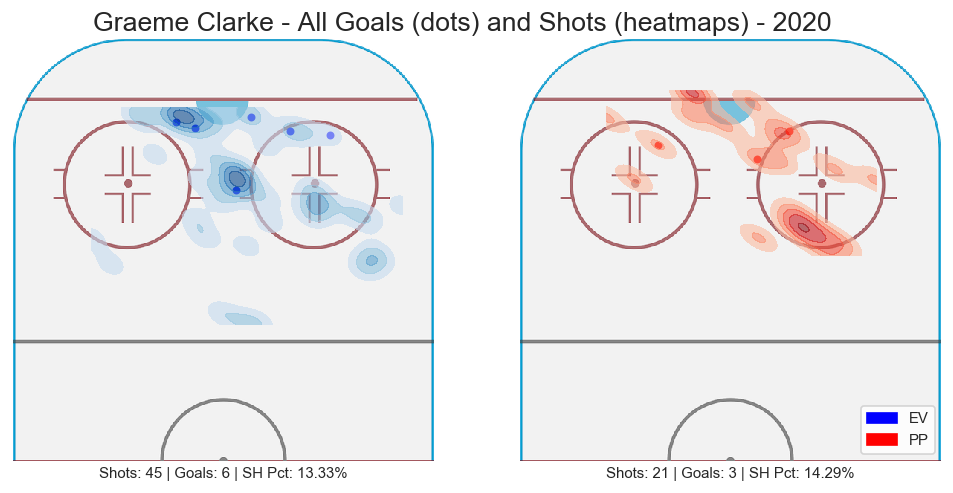 Graeme Clarke - All Goals (dots) and Shots (heatmaps) - 2020
EV
PP
Shots: 45 | Goals: 6 | SH Pct: 13.33%
Shots: 21 | Goals: 3 | SH Pct: 14.29%